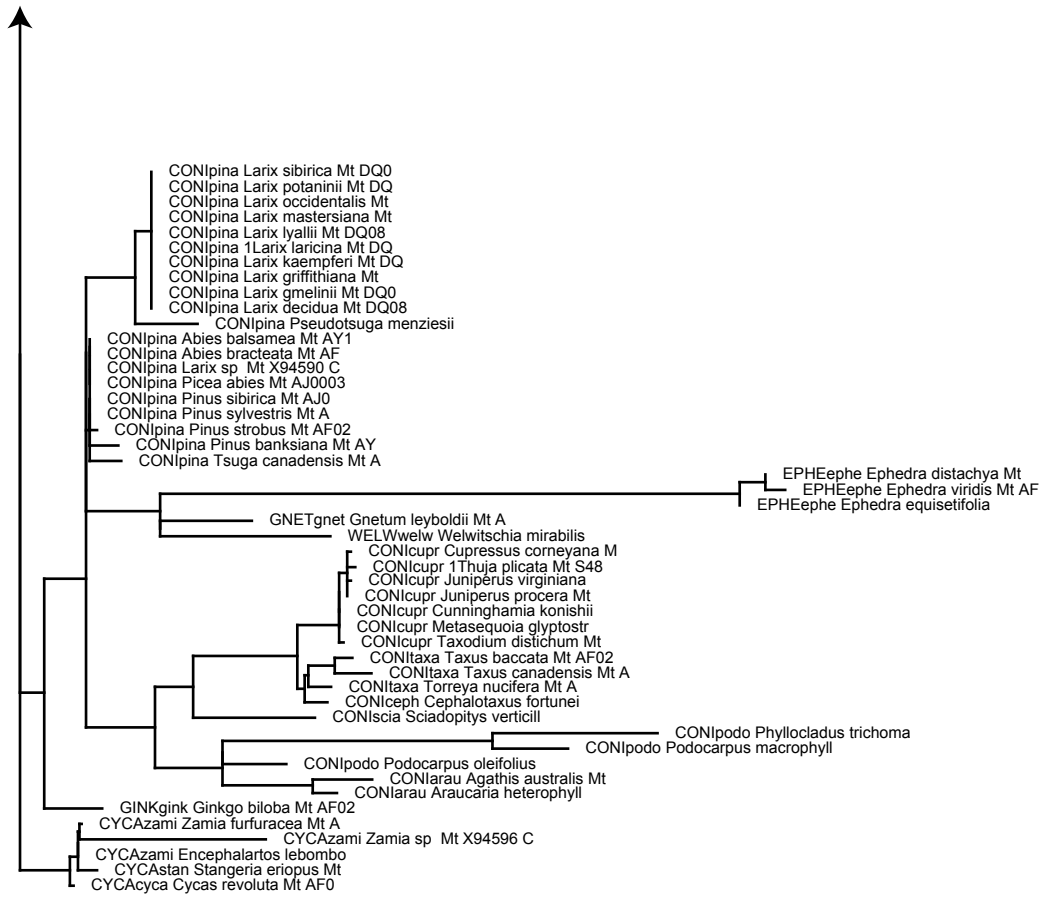 CONIpina Larix sibirica Mt DQ0
CONIpina Larix potaninii Mt DQ
CONIpina Larix occidentalis Mt
CONIpina Larix mastersiana Mt
CONIpina Larix lyallii Mt DQ08
CONIpina 1Larix laricina Mt DQ
CONIpina Larix kaempferi Mt DQ
CONIpina Larix griffithiana Mt
CONIpina Larix gmelinii Mt DQ0
CONIpina Larix decidua Mt DQ08
CONIpina Pseudotsuga menziesii
CONIpina Abies balsamea Mt AY1
CONIpina Abies bracteata Mt AF
CONIpina Larix sp  Mt X94590 C
CONIpina Picea abies Mt AJ0003
CONIpina Pinus sibirica Mt AJ0
CONIpina Pinus sylvestris Mt A
CONIpina Pinus strobus Mt AF02
CONIpina Pinus banksiana Mt AY
CONIpina Tsuga canadensis Mt A
EPHEephe Ephedra distachya Mt
EPHEephe Ephedra viridis Mt AF
EPHEephe Ephedra equisetifolia
GNETgnet Gnetum leyboldii Mt A
WELWwelw Welwitschia mirabilis
CONIcupr Cupressus corneyana M
CONIcupr 1Thuja plicata Mt S48
CONIcupr Juniperus virginiana
CONIcupr Juniperus procera Mt
CONIcupr Cunninghamia konishii
CONIcupr Metasequoia glyptostr
CONIcupr Taxodium distichum Mt
CONItaxa Taxus baccata Mt AF02
CONItaxa Taxus canadensis Mt A
CONItaxa Torreya nucifera Mt A
CONIceph Cephalotaxus fortunei
CONIscia Sciadopitys verticill
CONIpodo Phyllocladus trichoma
CONIpodo Podocarpus macrophyll
CONIpodo Podocarpus oleifolius
CONIarau Agathis australis Mt
CONIarau Araucaria heterophyll
GINKgink Ginkgo biloba Mt AF02
CYCAzami Zamia furfuracea Mt A
CYCAzami Zamia sp  Mt X94596 C
CYCAzami Encephalartos lebombo
CYCAstan Stangeria eriopus Mt
CYCAcyca Cycas revoluta Mt AF0